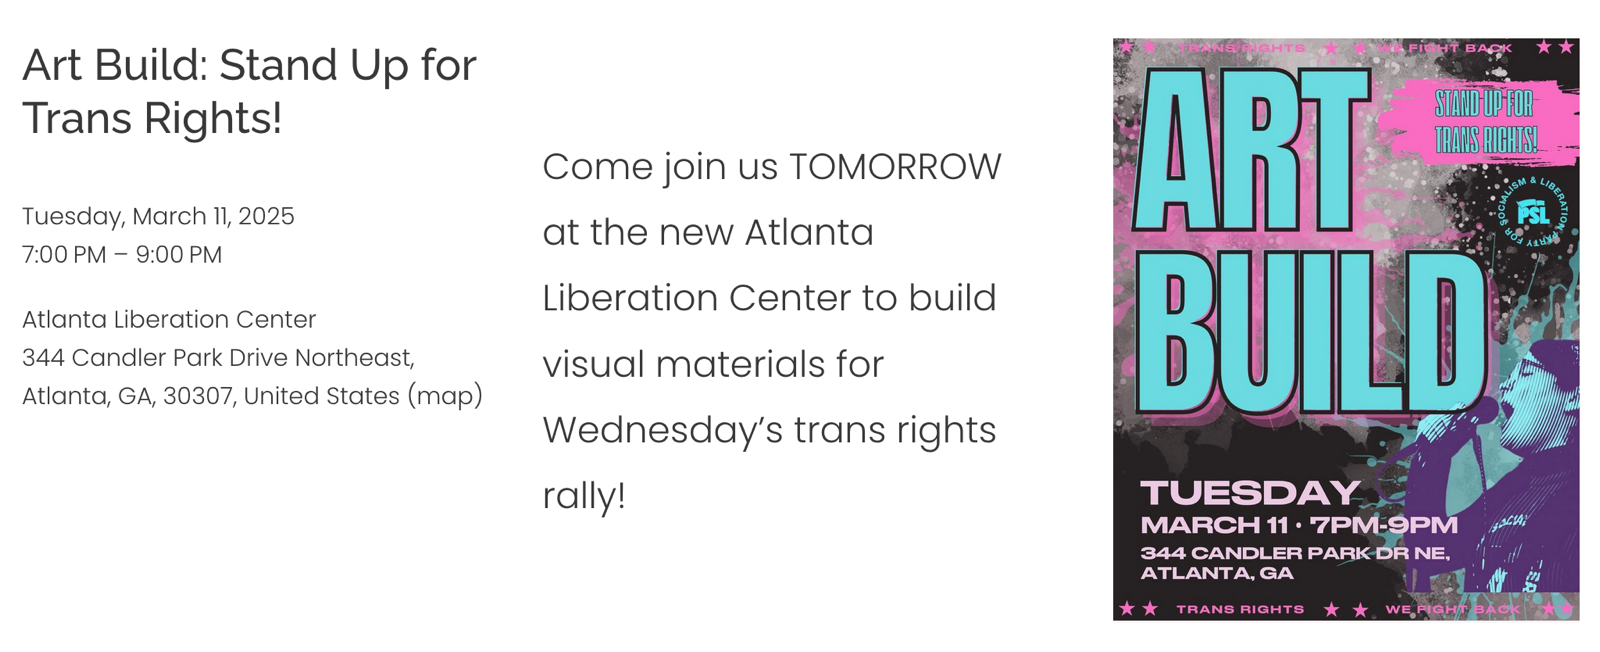 Art Build: Stand Up for
Trans Rights!
Tuesday, March 11, 2025
7:00 PM – 9:00 PM
Atlanta Liberation Center
344 Candler Park Drive Northeast,
Atlanta, GA, 30307, United States (map)
Come join us TOMORROW
at the new Atlanta
Liberation Center to build
visual materials for
Wednesday’s trans rights
rally!
TRANS RIGHTS WE FIGHT BACK
ART
BUILD
STAND UP FOR
TRANS RIGHTS!
PARTY FOR SOCIALISM & LIBERATION
PSL
TUESDAY
MARCH 11 • 7PM-9PM
344 CANDLER PARK DR NE,
ATLANTA, GA
TRANS RIGHTS WE FIGHT BACK